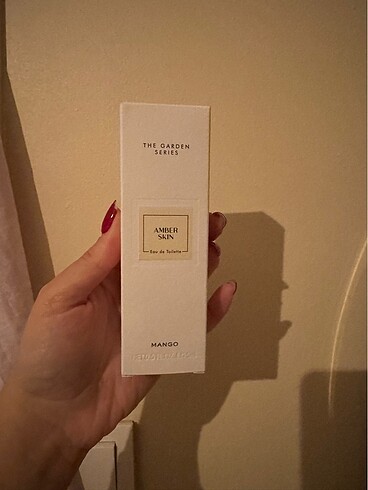 THE GARDEN
SERIES
AMBER
SKIN
Eau de Toilette
MANGO